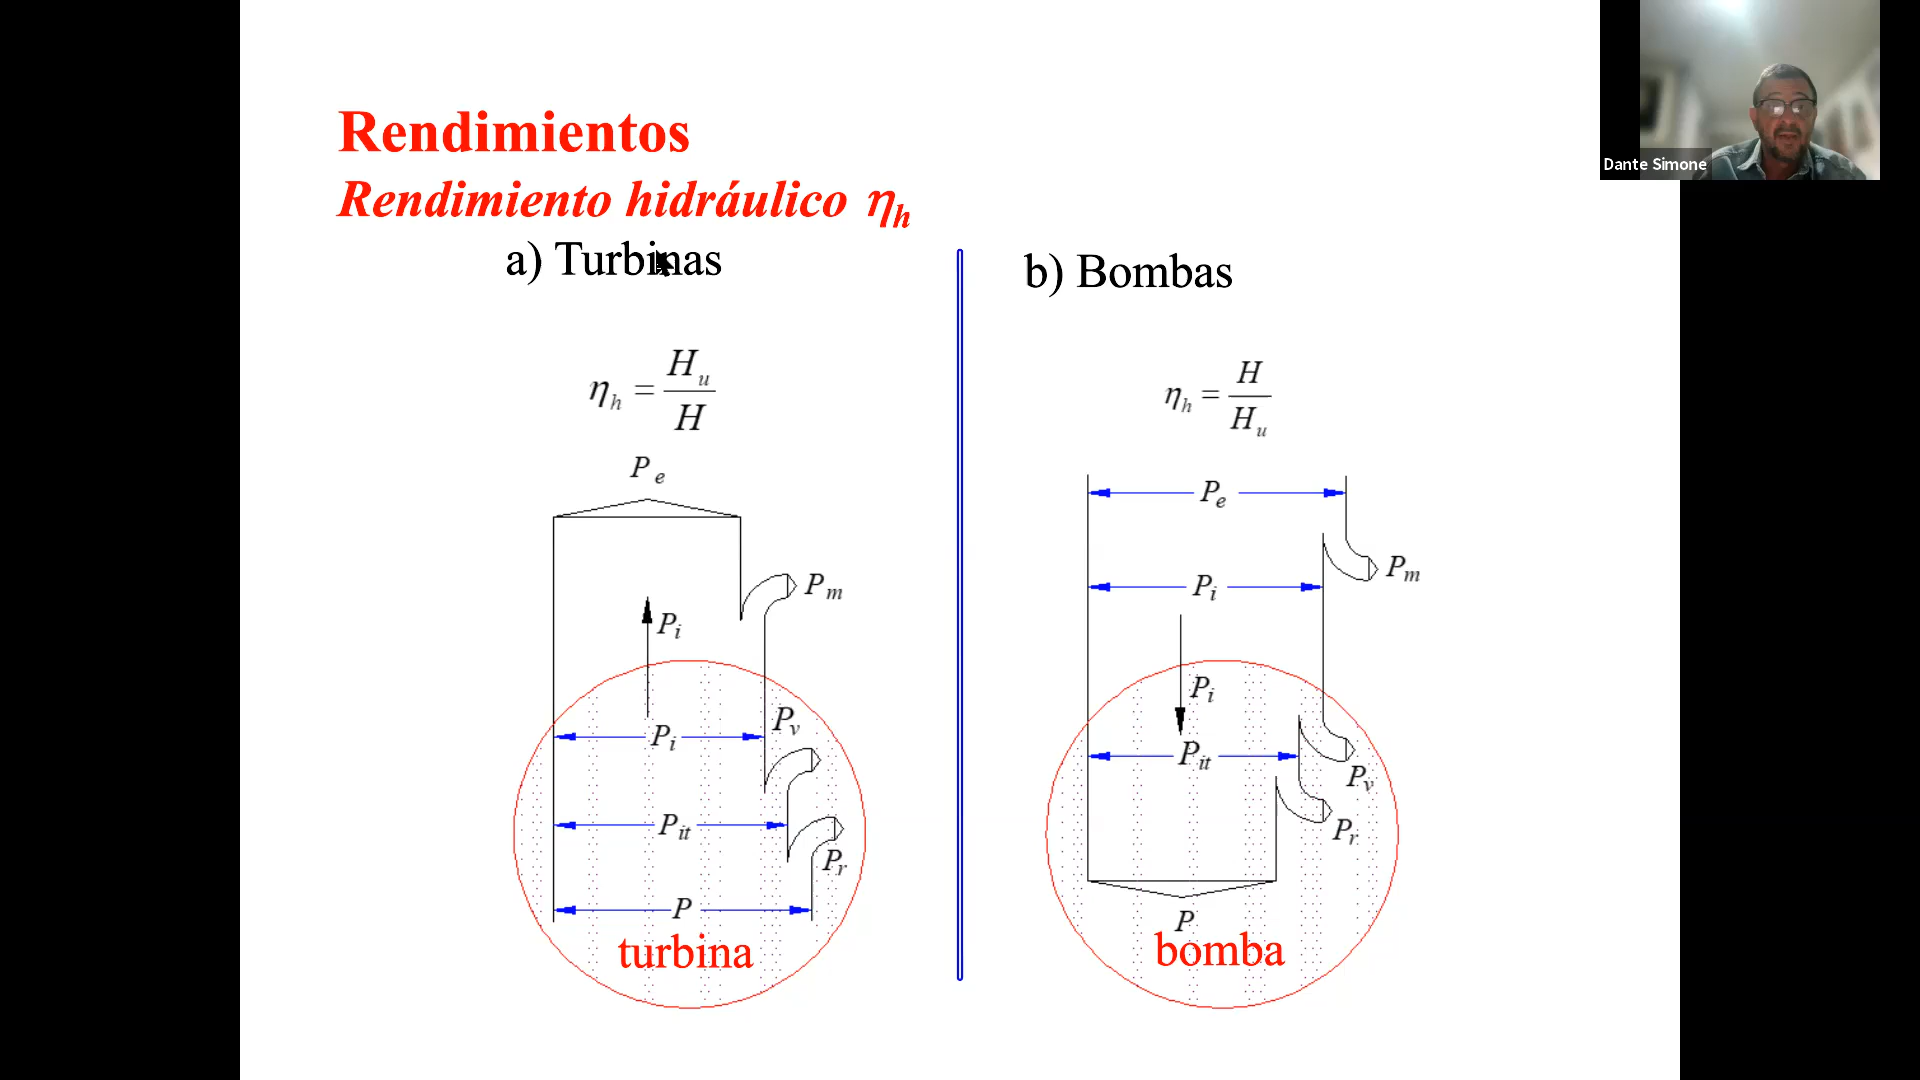 Rendimientos
Rendimiento hidráulico ηh
a) Turbinas
ηh = Hu / H
Pe
Pm
Pi
Pv
Pi
Pit
Pr
P
turbina
b) Bombas
ηh = H / Hu
Pe
Pm
Pi
Pi
Pit
Pv
Pr
P
bomba
Dante Simone